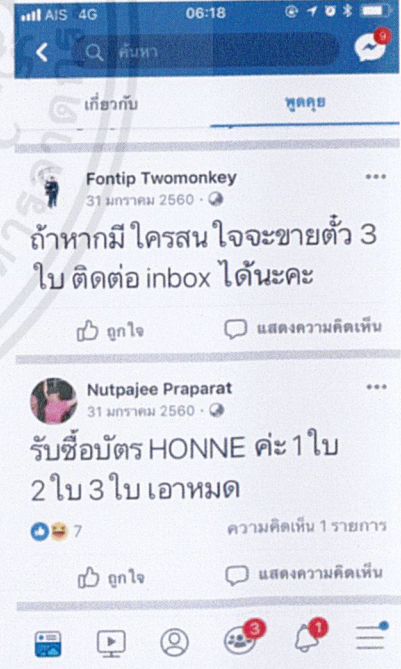 AIS 4G 06:18
9
ค้นหา
เกี่ยวกับ พูดคุย
Fontip Twomonkey
31 มกราคม 2560 ·
ถ้าหากมี ใครสน ใจจะขายตั๋ว 3
ใบ ติดต่อ inbox ได้นะคะ
ถูกใจ แสดงความคิดเห็น
Nutpajee Praparat
31 มกราคม 2560 ·
รับซื้อบัตร HONNE ค่ะ 1 ใบ
2 ใบ 3 ใบ เอาหมด
7 ความคิดเห็น 1 รายการ
ถูกใจ แสดงความคิดเห็น
3 1